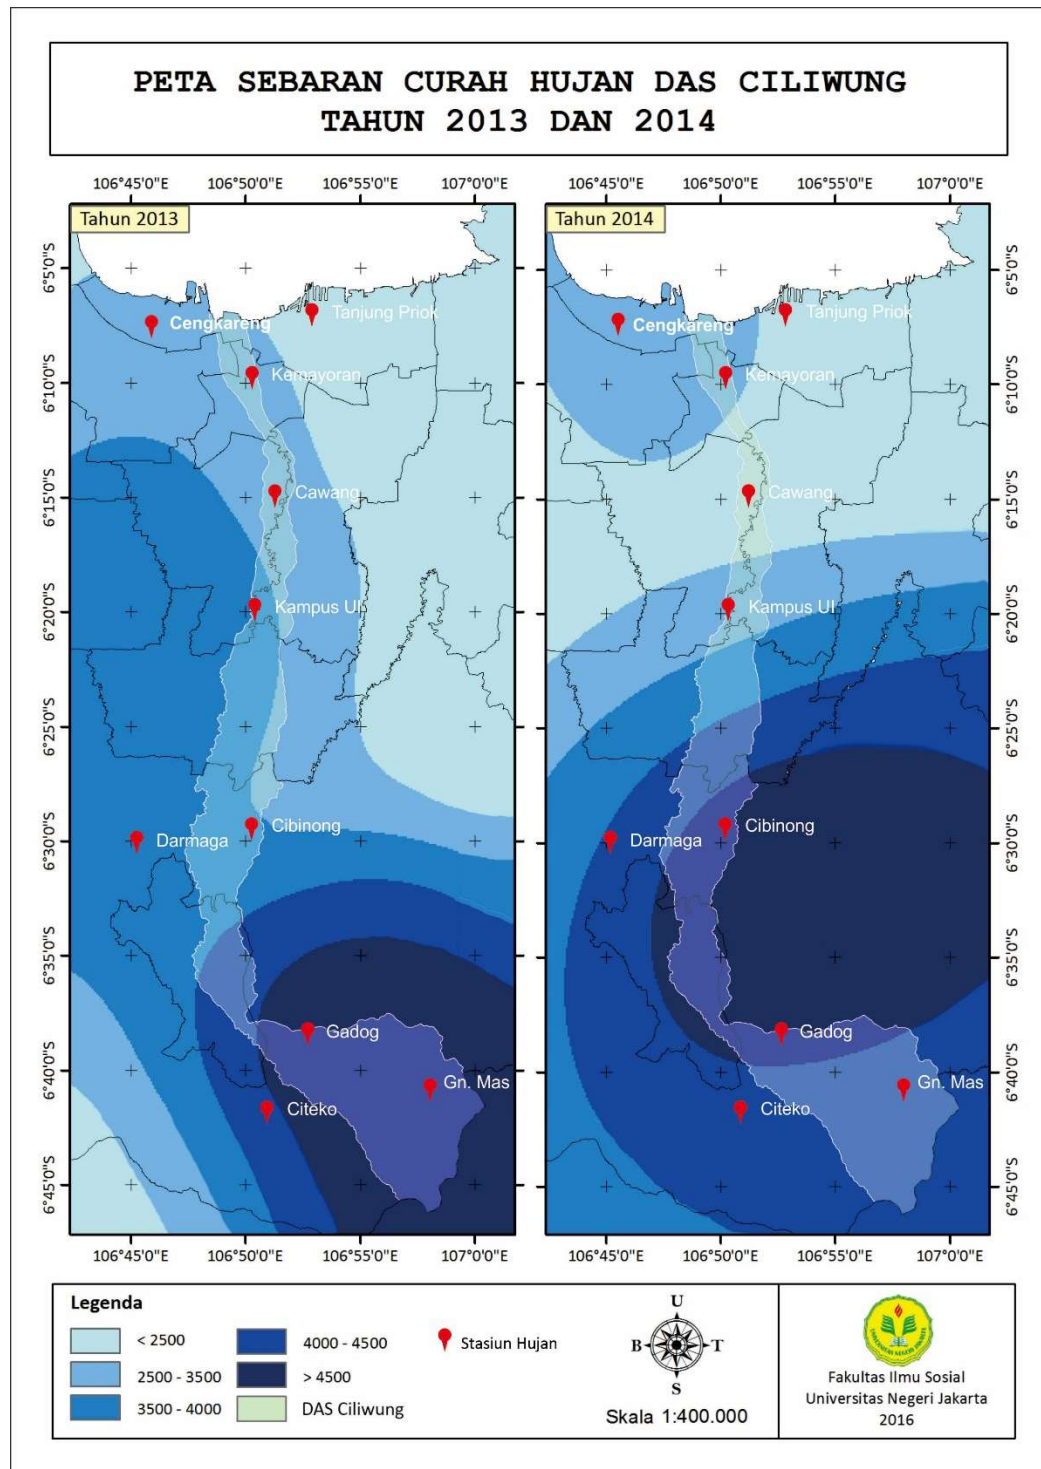 PETA SEBARAN CURAH HUJAN DAS CILIWUNG
TAHUN 2013 DAN 2014
106°45'0"E 106°50'0"E 106°55'0"E 107°0'0"E
106°45'0"E 106°50'0"E 106°55'0"E 107°0'0"E
Tahun 2013
Tahun 2014
6°5'0"S
6°10'0"S
6°15'0"S
6°20'0"S
6°25'0"S
6°30'0"S
6°35'0"S
6°40'0"S
6°45'0"S
Cengkareng
Tanjung Priok
Kemayoran
Cawang
Kampus UI
Cibinong
Darmaga
Gadog
Gn. Mas
Citeko
Cengkareng
Tanjung Priok
Kemayoran
Cawang
Kampus UI
Cibinong
Darmaga
Gadog
Gn. Mas
Citeko
6°5'0"S
6°10'0"S
6°15'0"S
6°20'0"S
6°25'0"S
6°30'0"S
6°35'0"S
6°40'0"S
6°45'0"S
106°45'0"E 106°50'0"E 106°55'0"E 107°0'0"E
106°45'0"E 106°50'0"E 106°55'0"E 107°0'0"E
Legenda
< 2500
2500 - 3500
3500 - 4000
4000 - 4500
> 4500
DAS Ciliwung
Stasiun Hujan
U
B T
S
Skala 1:400.000
UNIVERSITAS NEGERI JAKARTA
Fakultas Ilmu Sosial
Universitas Negeri Jakarta
2016